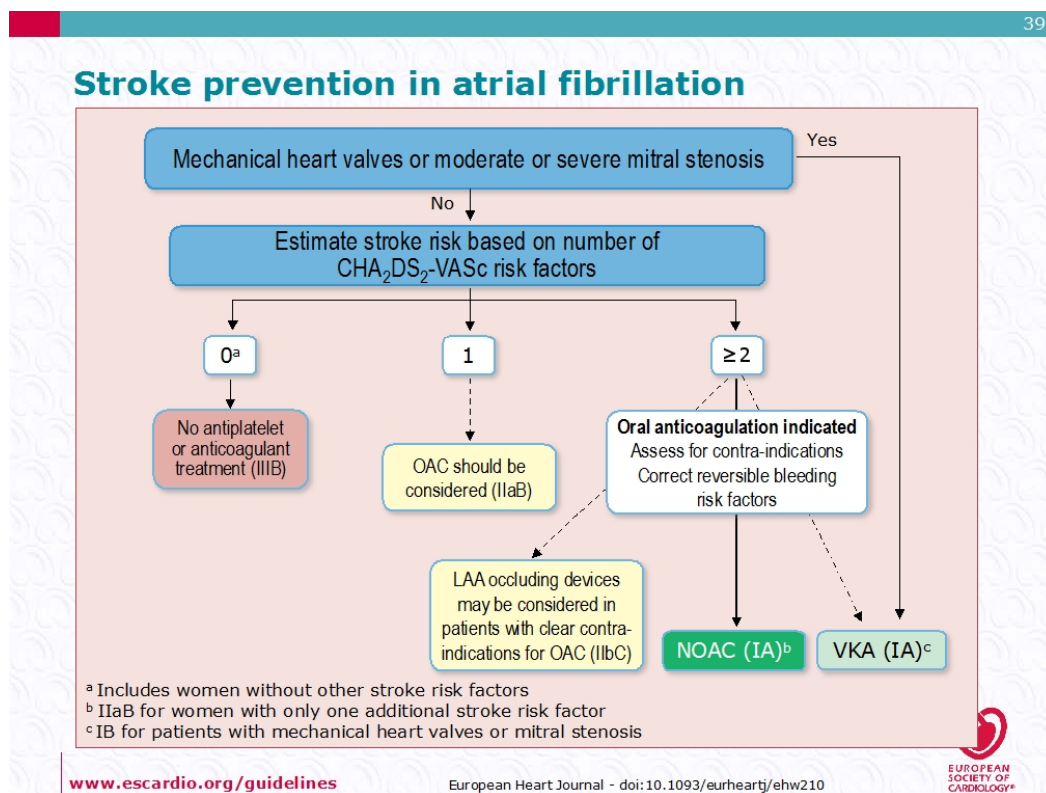 39
Stroke prevention in atrial fibrillation
Mechanical heart valves or moderate or severe mitral stenosis
Yes
No
Estimate stroke risk based on number of
CHA₂DS₂-VASc risk factors
0ᵃ
1
≥2
No antiplatelet
or anticoagulant
treatment (IIIB)
OAC should be
considered (IIaB)
Oral anticoagulation indicated
Assess for contra-indications
Correct reversible bleeding
risk factors
LAA occluding devices
may be considered in
patients with clear contra-
indications for OAC (IIbC)
NOAC (IA)ᵇ
VKA (IA)ᶜ
ᵃ Includes women without other stroke risk factors
ᵇ IIaB for women with only one additional stroke risk factor
ᶜ IB for patients with mechanical heart valves or mitral stenosis
www.escardio.org/guidelines
European Heart Journal - doi:10.1093/eurheartj/ehw210
EUROPEAN
SOCIETY OF
CARDIOLOGY®